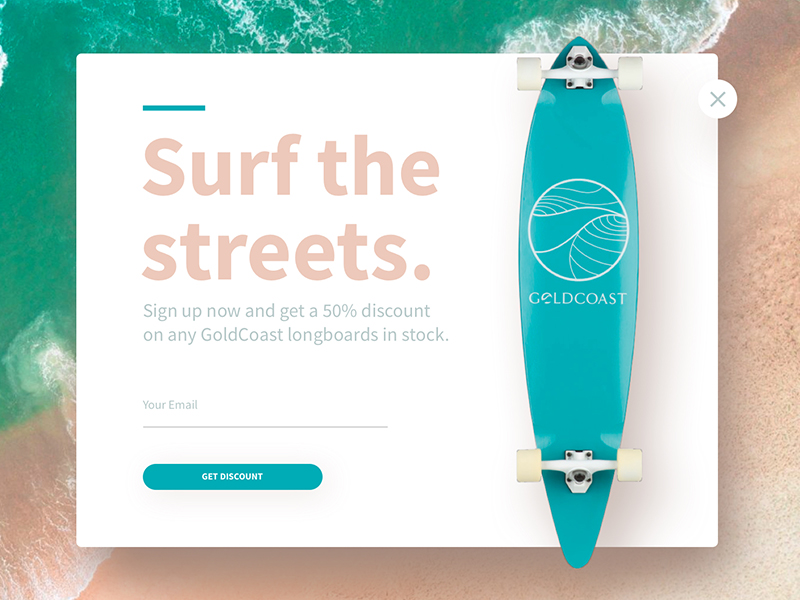 Surf the
streets.
Sign up now and get a 50% discount
on any GoldCoast longboards in stock.
Your Email
GET DISCOUNT
GOLDCOAST